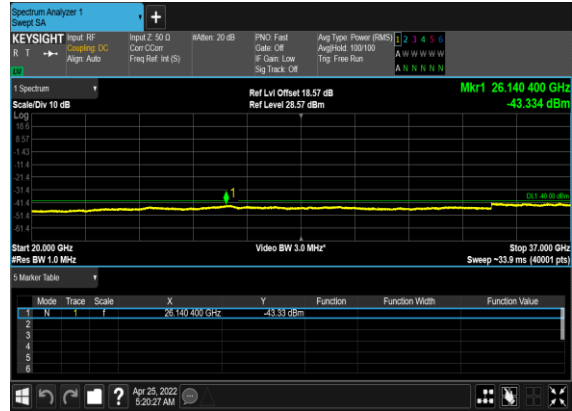 Spectrum Analyzer 1
Swept SA
+
KEYSIGHT Input: RF Input Z: 50 Ω #Atten: 20 dB PNO: Fast Avg Type: Power (RMS) 1 2 3 4 5 6
R T Coupling: DC Corr CCorr Gate: Off Avg|Hold: 100/100 A W W W W W
Align: Auto Freq Ref: Int (S) IF Gain: Low Trig: Free Run
Sig Track: Off A N N N N N
1 Spectrum Ref Lvl Offset 18.57 dB Mkr1 26.140 400 GHz
Scale/Div 10 dB Ref Level 28.57 dBm -43.334 dBm
Log
18.6
8.57
-1.43
-11.4
-21.4
-31.4
1
DL1 -40.00 dBm
-41.4
-51.4
-61.4
Start 20.000 GHz Video BW 3.0 MHz* Stop 37.000 GHz
#Res BW 1.0 MHz Sweep ~33.9 ms (40001 pts)
5 Marker Table
Mode Trace Scale X Y Function Function Width Function Value
1 N 1 f 26.140 400 GHz -43.33 dBm
2
3
4
5
6
? Apr 25, 2022
5:20:27 AM